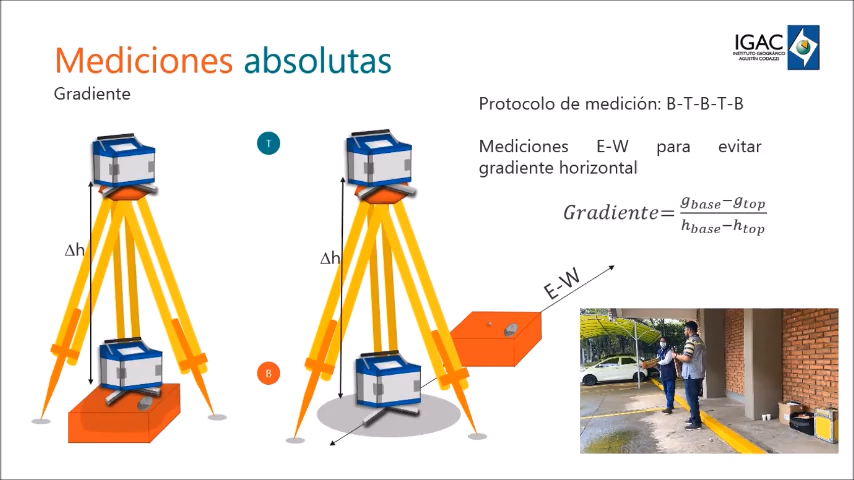 Mediciones absolutas
Gradiente
IGAC
INSTITUTO GEOGRÁFICO
AGUSTÍN CODAZZI
Protocolo de medición: B-T-B-T-B
Mediciones E-W para evitar
gradiente horizontal
Gradiente= (g_base−g_top)/(h_base−h_top)
T
Δh
Δh
E-W
B